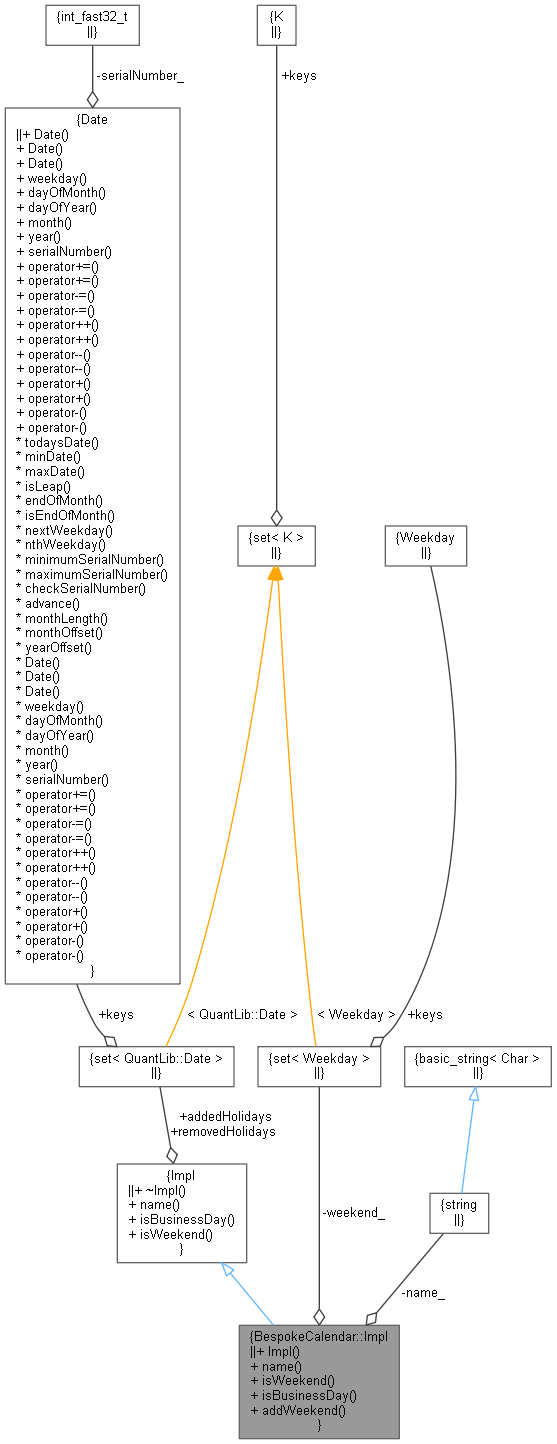 {int_fast32_t
||}
{K
||}
-serialNumber_
+keys
{Date
||+ Date()
+ Date()
+ Date()
+ weekday()
+ dayOfMonth()
+ dayOfYear()
+ month()
+ year()
+ serialNumber()
+ operator+=()
+ operator+=()
+ operator-=()
+ operator-=()
+ operator++()
+ operator++()
+ operator--()
+ operator--()
+ operator+()
+ operator+()
+ operator-()
+ operator-()
* todaysDate()
* minDate()
* maxDate()
* isLeap()
* endOfMonth()
* isEndOfMonth()
* nextWeekday()
* nthWeekday()
* minimumSerialNumber()
* maximumSerialNumber()
* checkSerialNumber()
* advance()
* monthLength()
* monthOffset()
* yearOffset()
* Date()
* Date()
* Date()
* weekday()
* dayOfMonth()
* dayOfYear()
* month()
* year()
* serialNumber()
* operator+=()
* operator+=()
* operator-=()
* operator-=()
* operator++()
* operator++()
* operator--()
* operator--()
* operator+()
* operator+()
* operator-()
* operator-()
}
{set< K >
||}
{Weekday
||}
+keys
< QuantLib::Date >
< Weekday >
+keys
{set< QuantLib::Date >
||}
{set< Weekday >
||}
{basic_string< Char >
||}
+addedHolidays
+removedHolidays
{Impl
||+ ~Impl()
+ name()
+ isBusinessDay()
+ isWeekend()
}
-weekend_
{string
||}
-name_
{BespokeCalendar::Impl
||+ Impl()
+ name()
+ isWeekend()
+ isBusinessDay()
+ addWeekend()
}